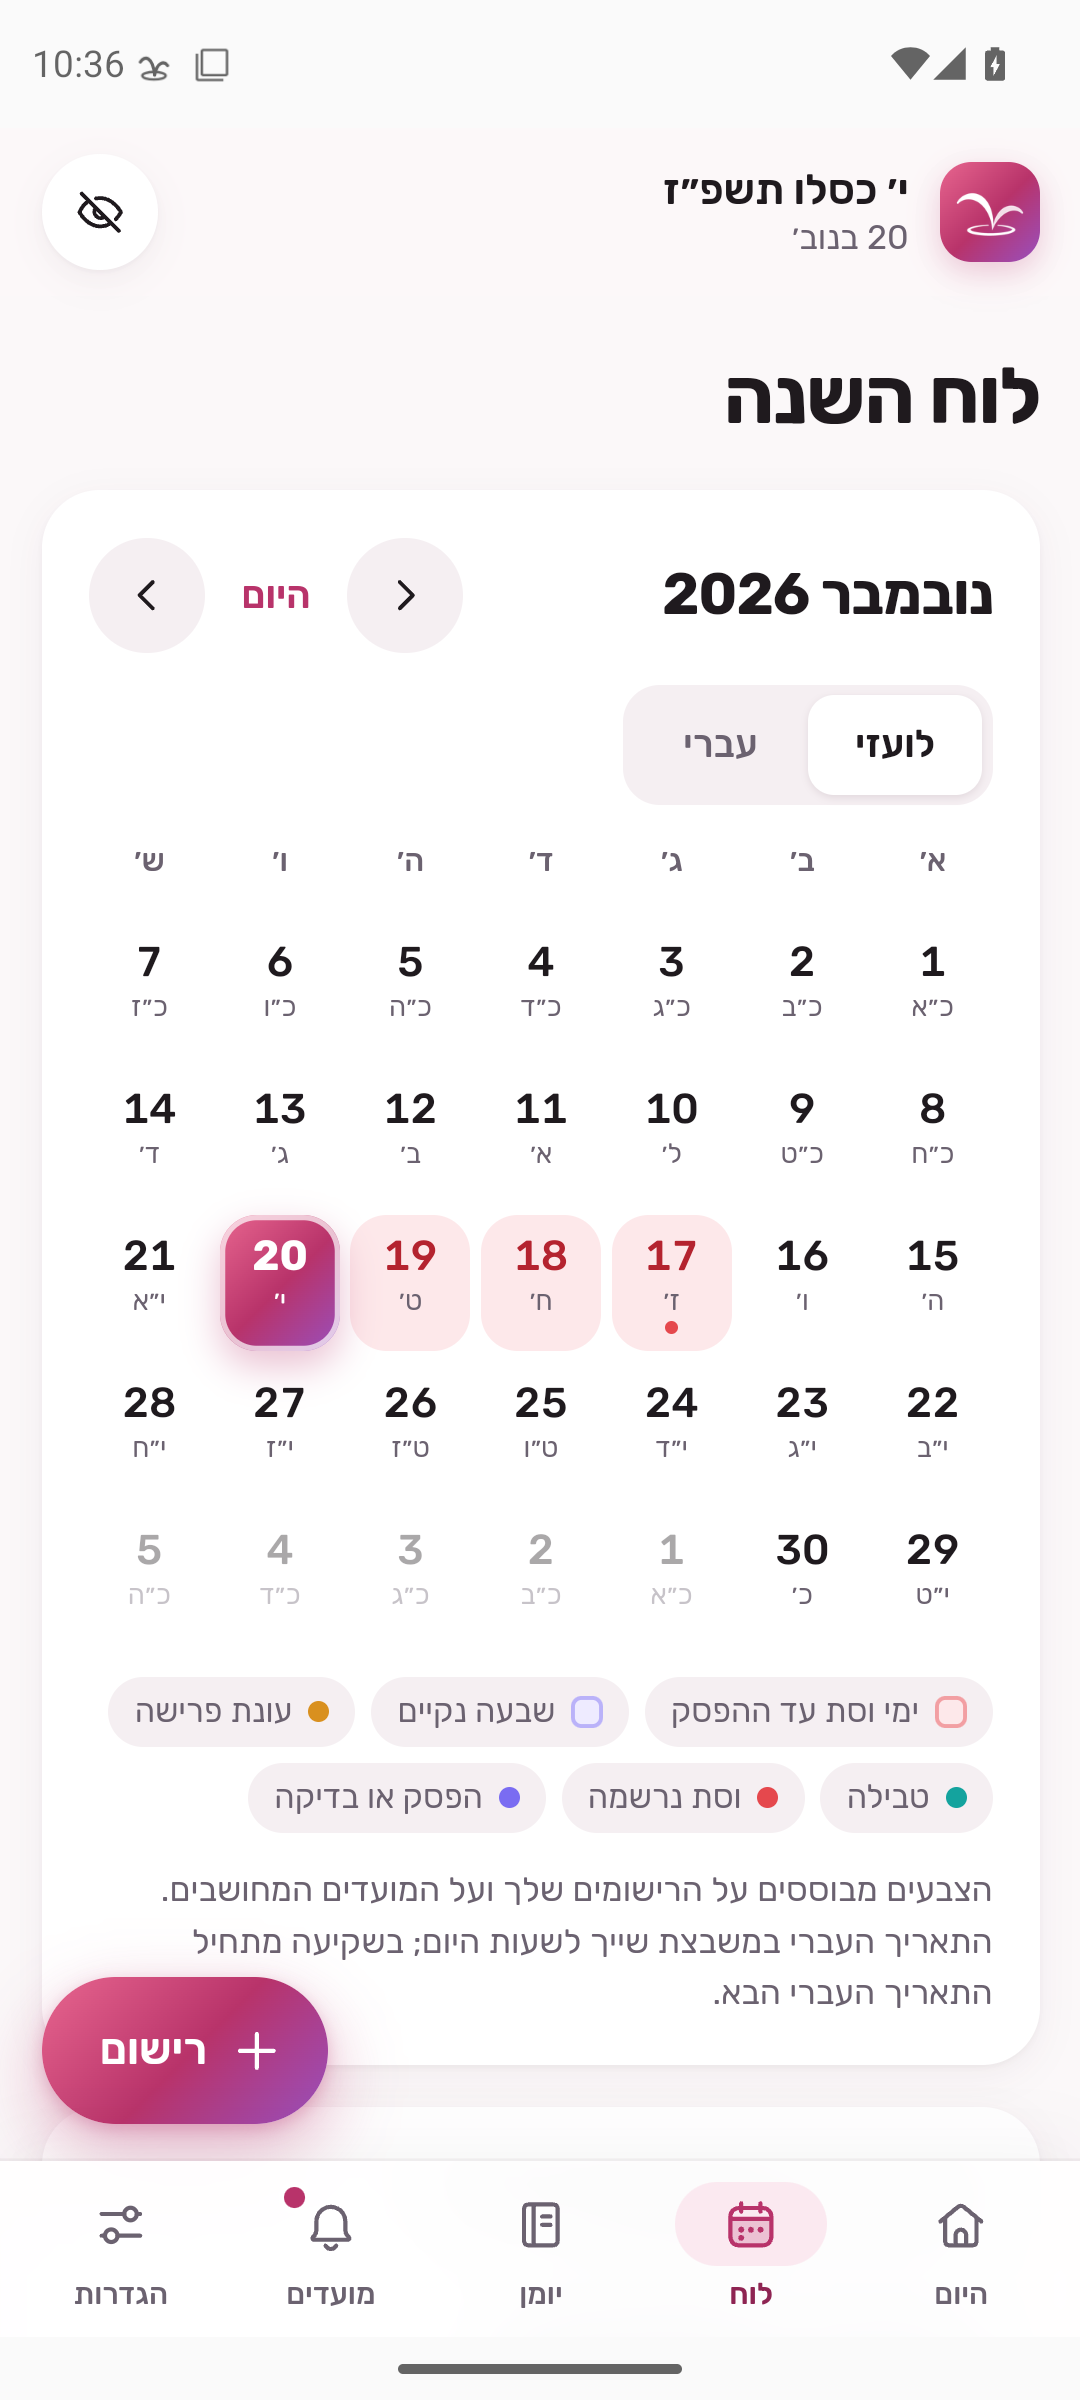 10:36
י׳ כסלו תשפ״ז
20 בנוב׳
לוח השנה
נובמבר 2026
היום
לועזי
עברי
א׳ ב׳ ג׳ ד׳ ה׳ ו׳ ש׳
1 2 3 4 5 6 7
כ״א כ״ב כ״ג כ״ד כ״ה כ״ו כ״ז
8 9 10 11 12 13 14
כ״ח כ״ט ל׳ א׳ ב׳ ג׳ ד׳
15 16 17 18 19 20 21
ה׳ ו׳ ז׳ ח׳ ט׳ י׳ י״א
22 23 24 25 26 27 28
י״ב י״ג י״ד ט״ו ט״ז י״ז י״ח
29 30 1 2 3 4 5
י״ט כ׳ כ״א כ״ב כ״ג כ״ד כ״ה
ימי וסת עד ההפסק
שבעה נקיים
עונת פרישה
טבילה
וסת נרשמה
הפסק או בדיקה
הצבעים מבוססים על הרישומים שלך ועל המועדים המחושבים.
התאריך העברי במשבצת שייך לשעות היום; בשקיעה מתחיל
התאריך העברי הבא.
רישום
היום
לוח
יומן
מועדים
הגדרות